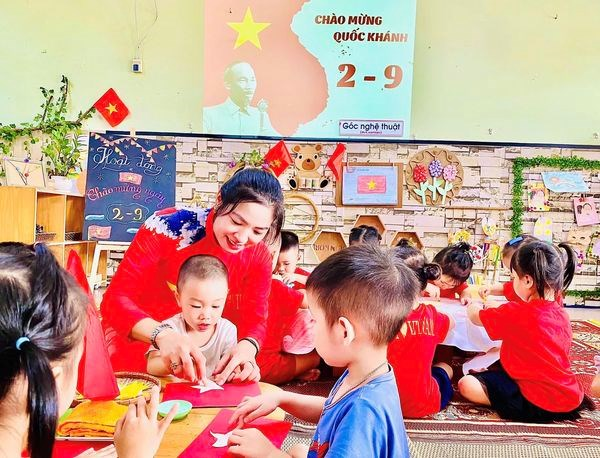 CHÀO MỪNG
QUỐC KHÁNH
2 - 9
Góc nghệ thuật
Hoạt động
Chào mừng ngày
2 - 9